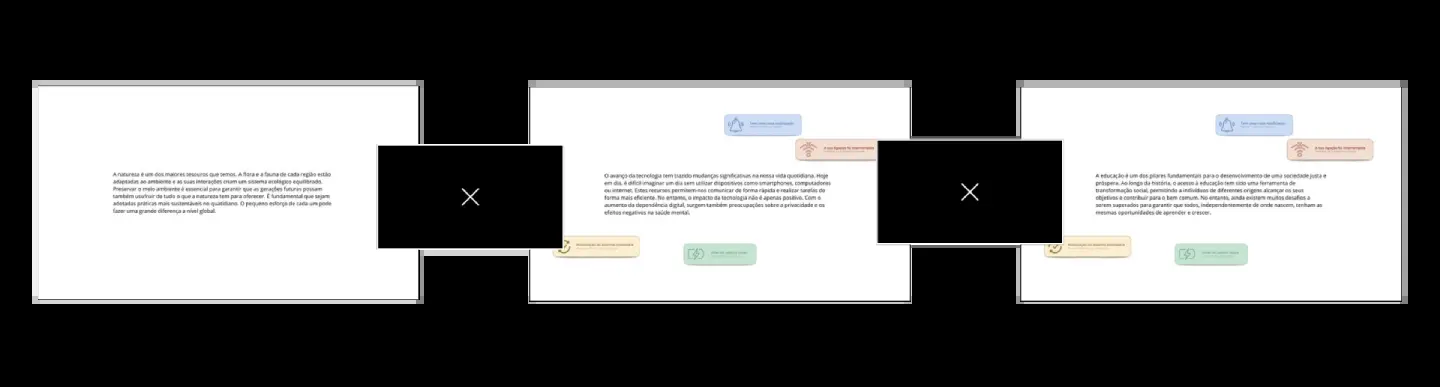 A natureza é um dos maiores tesouros que temos. A flora e a fauna de cada região estão
adaptadas ao ambiente e as suas interações criam um sistema ecológico equilibrado.
Preservar o meio ambiente é essencial para garantir que as gerações futuras possam
também usufruir de tudo o que a natureza tem para oferecer. É fundamental que sejam
adotadas práticas mais sustentáveis no quotidiano. O pequeno esforço de cada um pode
fazer uma grande diferença a nível global.
O avanço da tecnologia tem trazido mudanças significativas na nossa vida quotidiana. Hoje
em dia, é difícil imaginar um dia sem utilizar dispositivos como smartphones, computadores
ou internet. Estes recursos permitem-nos comunicar de forma rápida e realizar tarefas de
forma mais eficiente. No entanto, o impacto da tecnologia não é apenas positivo. Com o
aumento da dependência digital, surgem também preocupações sobre a privacidade e os
efeitos negativos na saúde mental.
A educação é um dos pilares fundamentais para o desenvolvimento de uma sociedade justa e
próspera. Ao longo da história, o acesso à educação tem sido uma ferramenta de
transformação social, permitindo a indivíduos de diferentes origens alcançar os seus
objetivos e contribuir para o bem comum. No entanto, ainda existem muitos desafios a
serem superados para garantir que todos, independentemente de onde nascem, tenham as
mesmas oportunidades de aprender e crescer.